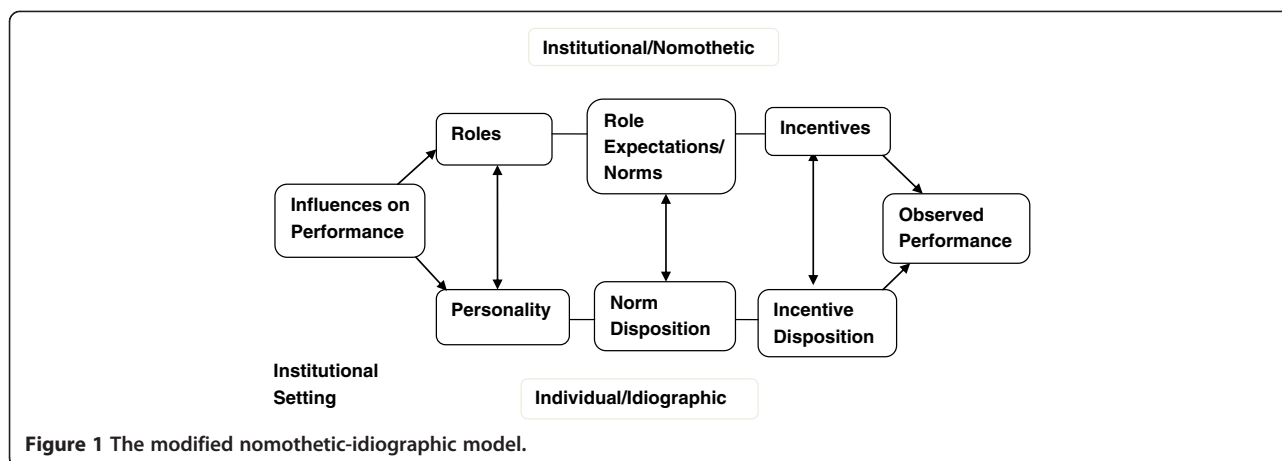 Institutional/Nomothetic
Roles
Role
Expectations/
Norms
Incentives
Influences on
Performance
Observed
Performance
Personality
Norm
Disposition
Incentive
Disposition
Institutional
Setting
Individual/Idiographic
Figure 1 The modified nomothetic-idiographic model.